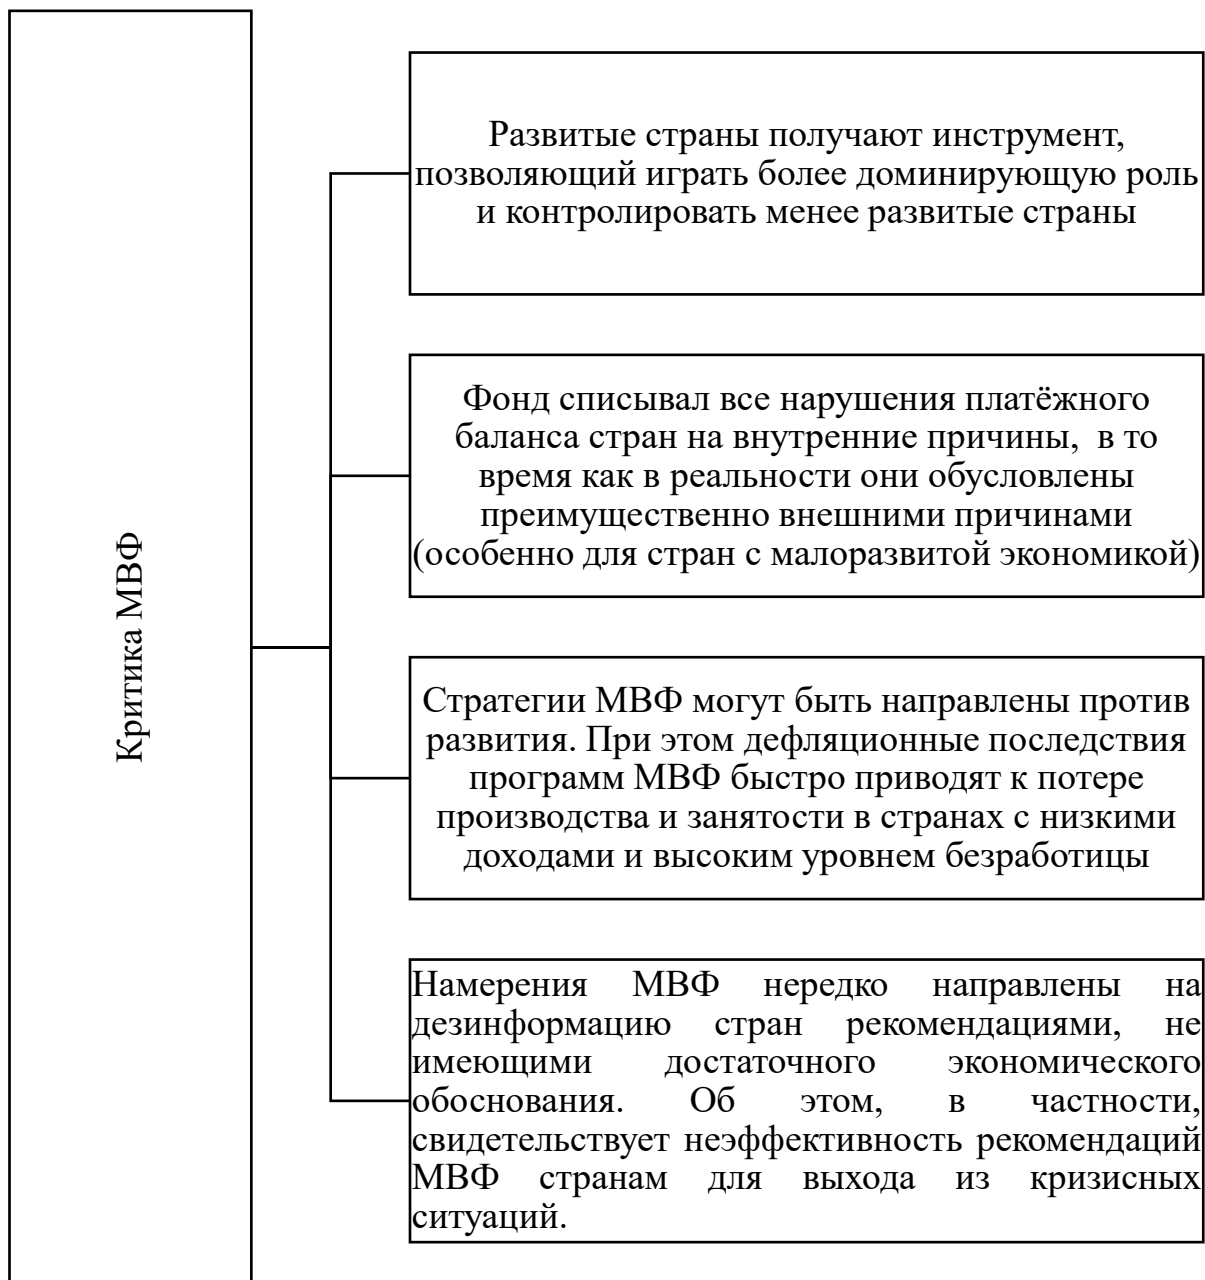 Критика МВФ
Развитые страны получают инструмент,
позволяющий играть более доминирующую роль
и контролировать менее развитые страны
Фонд списывал все нарушения платёжного
баланса стран на внутренние причины,  в то
время как в реальности они обусловлены
преимущественно внешними причинами
(особенно для стран с малоразвитой экономикой)
Стратегии МВФ могут быть направлены против
развития. При этом дефляционные последствия
программ МВФ быстро приводят к потере
производства и занятости в странах с низкими
доходами и высоким уровнем безработицы
Намерения МВФ нередко направлены на
дезинформацию стран рекомендациями, не
имеющими достаточного экономического
обоснования. Об этом, в частности,
свидетельствует неэффективность рекомендаций
МВФ странам для выхода из кризисных
ситуаций.